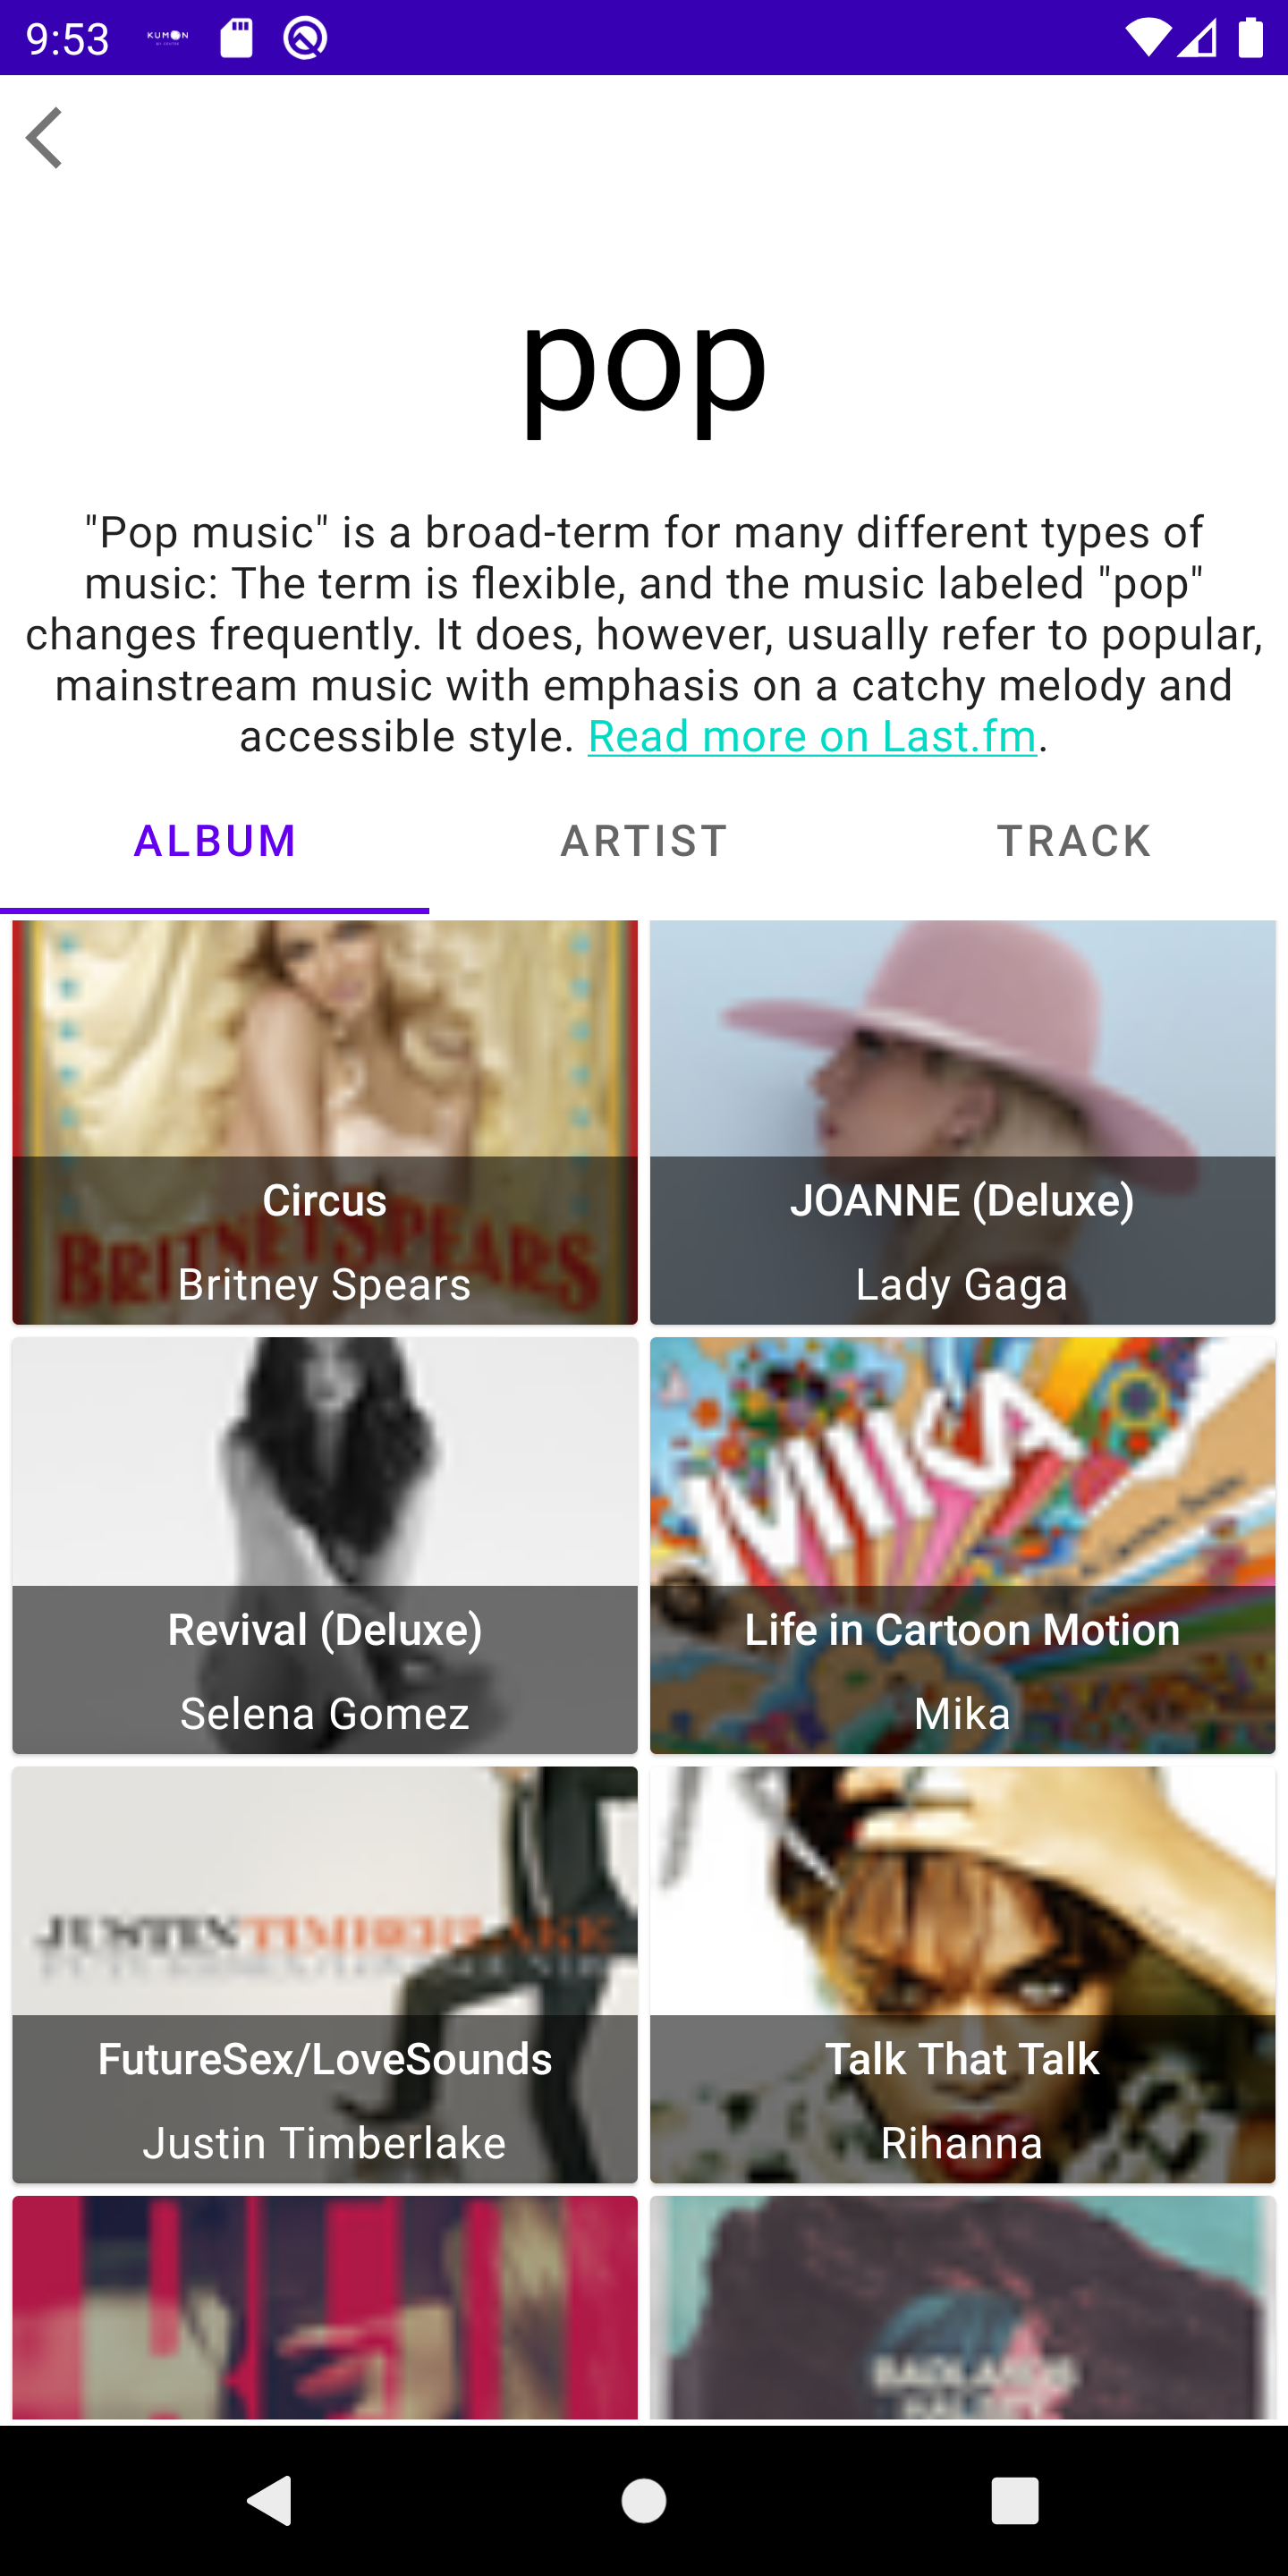 9:53
KUMON
pop
"Pop music" is a broad-term for many different types of
music: The term is flexible, and the music labeled "pop"
changes frequently. It does, however, usually refer to popular,
mainstream music with emphasis on a catchy melody and
accessible style. Read more on Last.fm.
ALBUM
ARTIST
TRACK
BRITNEY SPEARS
Circus
Britney Spears
JOANNE (Deluxe)
Lady Gaga
Revival (Deluxe)
Selena Gomez
MIKA
Life in Cartoon Motion
Mika
JUSTIN TIMBERLAKE
FutureSex/LoveSounds
Justin Timberlake
Talk That Talk
Rihanna
BADLANDS